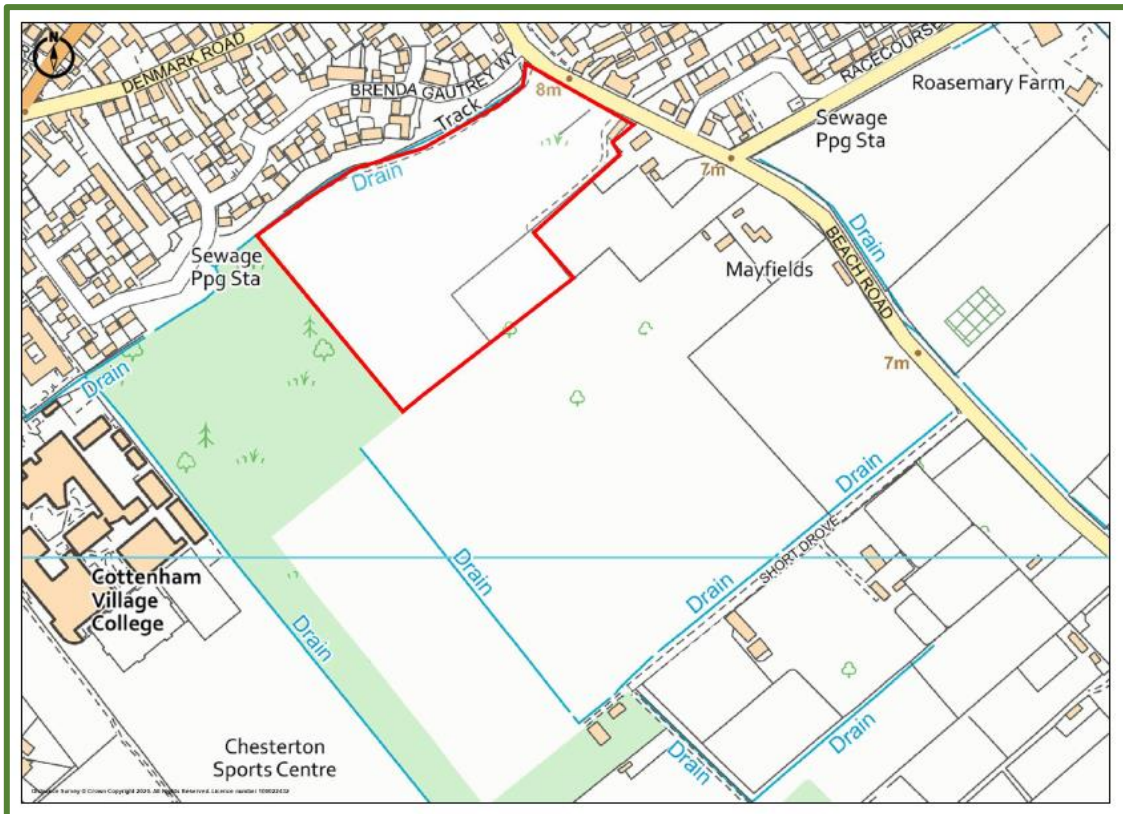 N
DENMARK ROAD
BRENDA GAUTREY WY
RACECOURSE
Roasemary Farm
8m
Track
Sewage
Ppg Sta
Drain
7m
Drain
Sewage
Ppg Sta
Mayfields
BEACH ROAD
7m
Drain
Drain
SHORT DROVE
Drain
Drain
Cottenham
Village
College
Drain
Drain
Drain
Chesterton
Sports Centre